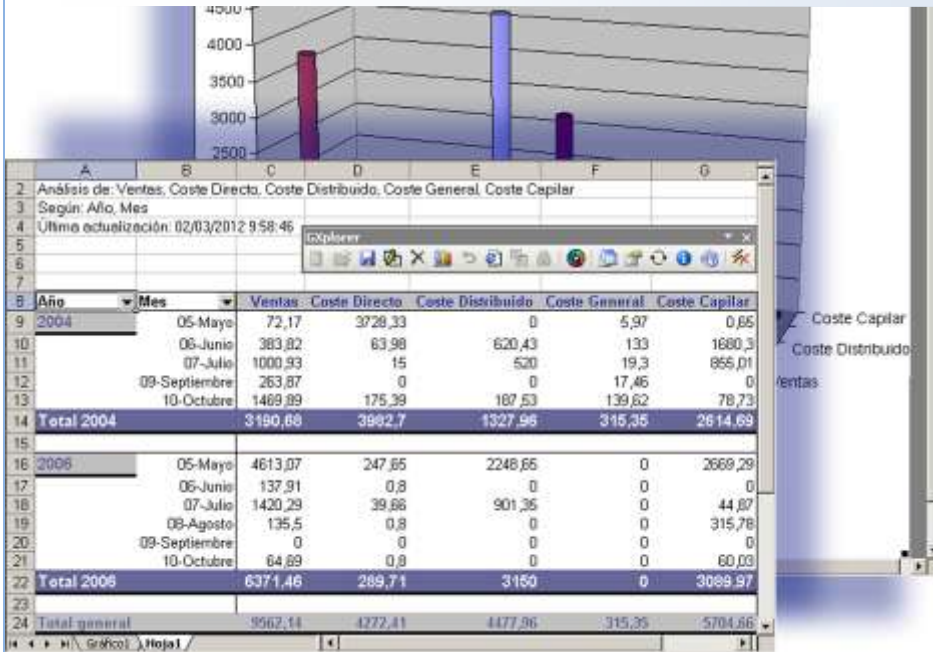 4500
4000
3500
3000
2500
A B C D E F G
2 Análisis de: Ventas, Coste Directo, Coste Distribuido, Coste General, Coste Capilar
3 Según: Año, Mes
4 Última actualización: 02/03/2012 9:58:46
GXplorer
5
6
7
8 Año Mes Ventas Coste Directo Coste Distribuido Coste General Coste Capilar
9 2004 05-Mayo 72,17 3728,33 0 5,97 0,65
Coste Capilar
10 06-Junio 383,82 63,98 620,43 133 1680,3
Coste Distribuido
11 07-Julio 1000,93 15 520 19,3 855,01
12 09-Septiembre 263,87 0 0 17,46 0
Ventas
13 10-Octubre 1469,89 175,39 187,53 139,62 78,73
14 Total 2004 3190,68 3982,7 1327,96 315,35 2614,69
15
16 2006 05-Mayo 4613,07 247,65 2248,65 0 2669,29
17 06-Junio 137,91 0,8 0 0 0
18 07-Julio 1420,29 39,66 901,35 0 44,87
19 08-Agosto 135,5 0,8 0 0 315,78
20 09-Septiembre 0 0 0 0 0
21 10-Octubre 64,69 0,8 0 0 60,03
22 Total 2006 6371,46 289,71 3150 0 3089,97
23
24 Total general 9562,14 4272,41 4477,96 315,35 5704,66
Gráfico1 Hoja1